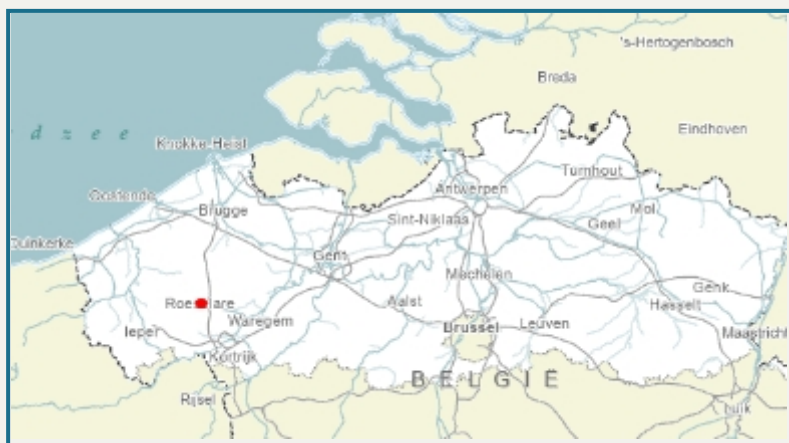 's-Hertogenbosch
Breda
d z e e
Eindhoven
Knokke-Heist
Turnhout
Antwerpen
Oostende
Brugge
Mol
Sint-Niklaas
Geel
Duinkerke
Gent
Mechelen
Genk
Roeselare
Aalst
Hasselt
Waregem
Brussel
Leuven
Ieper
Maastricht
Kortrijk
BELGIË
Rijsel
Luik